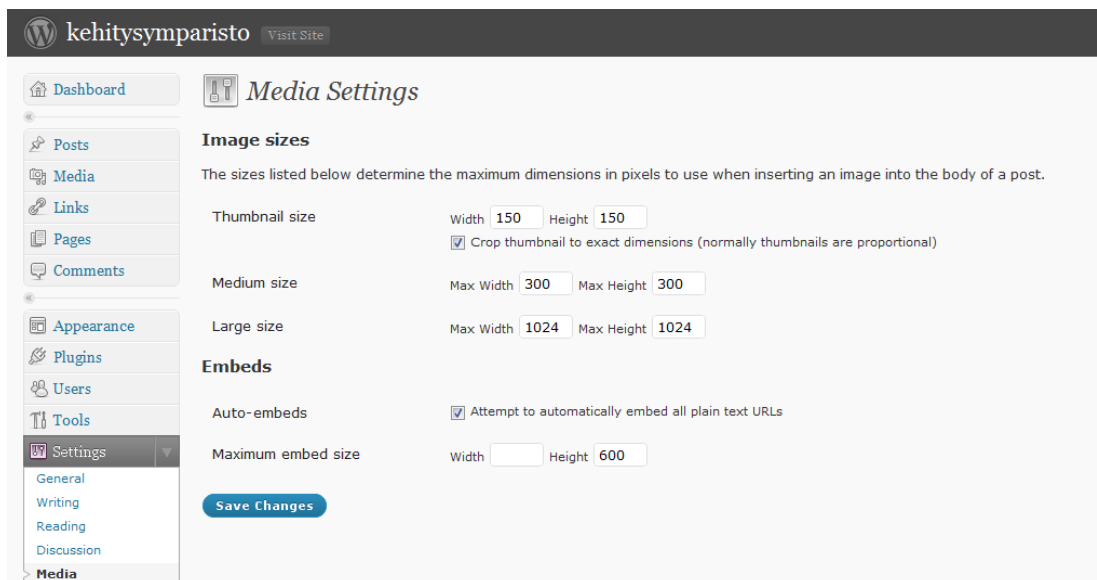 kehitysymparisto Visit Site
Dashboard
Posts
Media
Links
Pages
Comments
Appearance
Plugins
Users
Tools
Settings
General
Writing
Reading
Discussion
Media
Media Settings
Image sizes
The sizes listed below determine the maximum dimensions in pixels to use when inserting an image into the body of a post.
Thumbnail size Width 150 Height 150
Crop thumbnail to exact dimensions (normally thumbnails are proportional)
Medium size Max Width 300 Max Height 300
Large size Max Width 1024 Max Height 1024
Embeds
Auto-embeds Attempt to automatically embed all plain text URLs
Maximum embed size Width Height 600
Save Changes